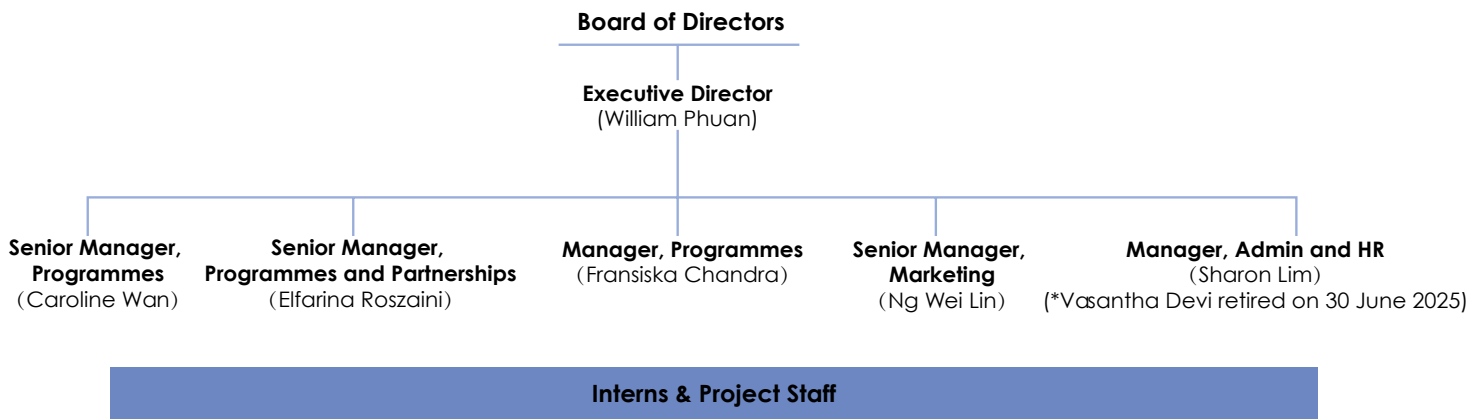 Board of Directors
Executive Director
(William Phuan)
Senior Manager,
Programmes
(Caroline Wan)
Senior Manager,
Programmes and Partnerships
(Elfarina Roszaini)
Manager, Programmes
(Fransiska Chandra)
Senior Manager,
Marketing
(Ng Wei Lin)
Manager, Admin and HR
(Sharon Lim)
(*Vasantha Devi retired on 30 June 2025)
Interns & Project Staff